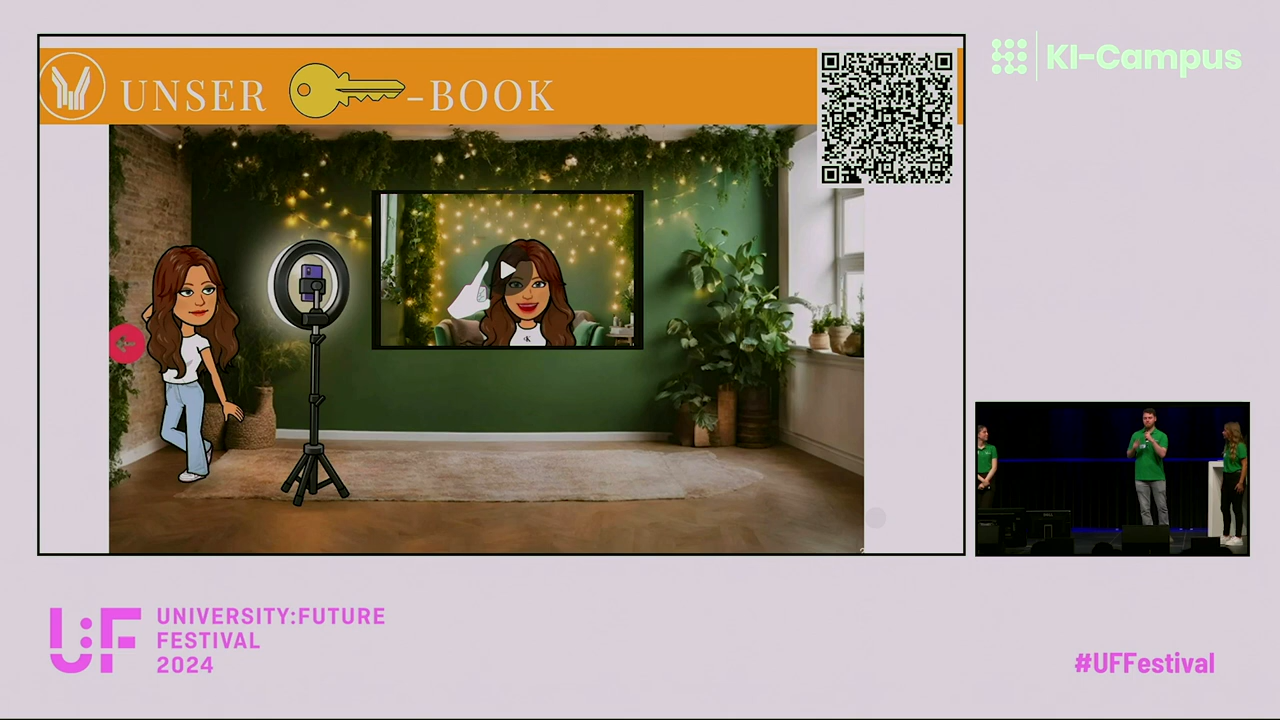 UNSER -BOOK
KI-Campus
U:F
UNIVERSITY:FUTURE
FESTIVAL
2024
#UFFestival